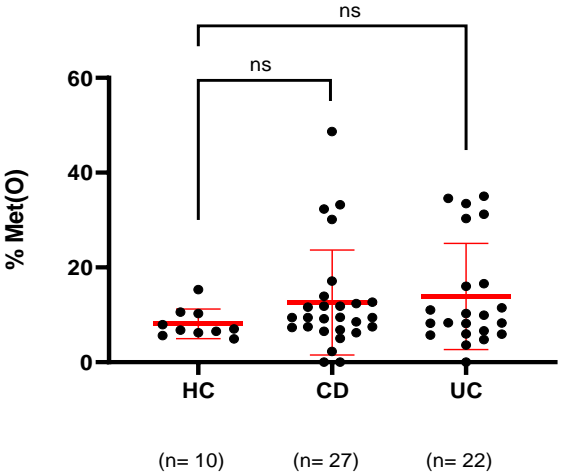 ns
ns
60
40
20
0
% Met(O)
HC CD UC
(n= 10) (n= 27) (n= 22)